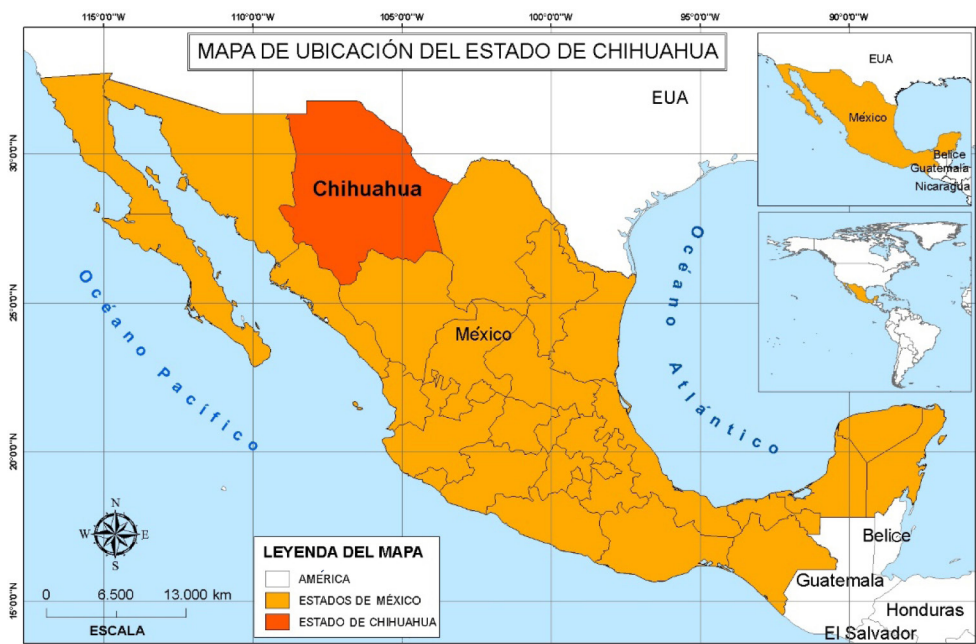 115°0'0"W
110°0'0"W
105°0'0"W
100°0'0"W
95°0'0"W
90°0'0"W
MAPA DE UBICACIÓN DEL ESTADO DE CHIHUAHUA
EUA
30°0'0"N
25°0'0"N
20°0'0"N
16°0'0"N
Chihuahua
México
Océano Pacífico
Océano Atlántico
Belice
Guatemala
Honduras
El Salvador
EUA
México
Belice
Guatemala
Nicaragua
N
W
E
S
0 6.500 13.000 km
ESCALA
LEYENDA DEL MAPA
AMÉRICA
ESTADOS DE MÉXICO
ESTADO DE CHIHUAHUA